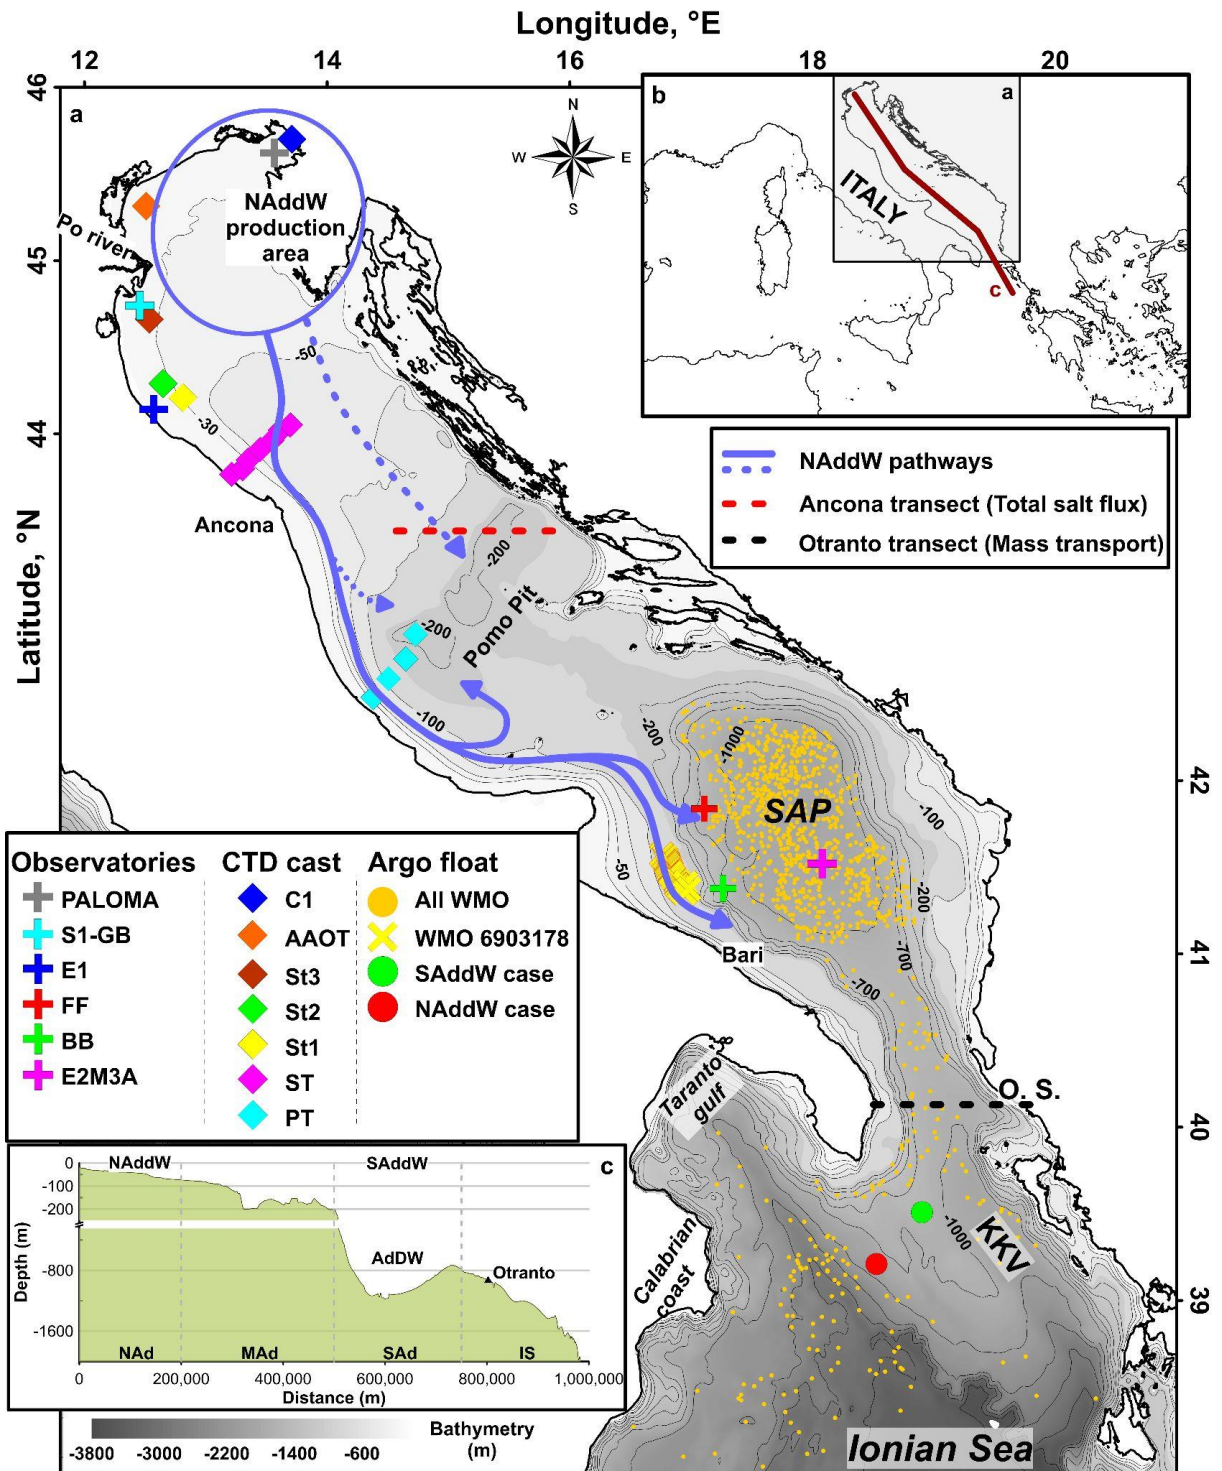 Longitude, °E
12
14
16
18
20
46
45
44
Latitude, °N
42
41
40
39
a
N
W
E
S
b
a
ITALY
c
NAddW
production
area
Po river
-50
-30
Ancona
NAddW pathways
Ancona transect (Total salt flux)
Otranto transect (Mass transport)
-200
-200
Pomo Pit
-100
-200
-1000
SAP
-100
-50
-200
Bari
-700
-700
Observatories
PALOMA
S1-GB
E1
FF
BB
E2M3A
CTD cast
C1
AAOT
St3
St2
St1
ST
PT
Argo float
All WMO
WMO 6903178
SAddW case
NAddW case
Taranto
gulf
O. S.
-1000
KKV
Calabrian
coast
Ionian Sea
c
NAddW
SAddW
AdDW
Otranto
Depth (m)
0
-100
-200
-800
-1600
NAd
MAd
SAd
IS
0
200,000
400,000
600,000
800,000
1,000,000
Distance (m)
Bathymetry
(m)
-3800
-3000
-2200
-1400
-600